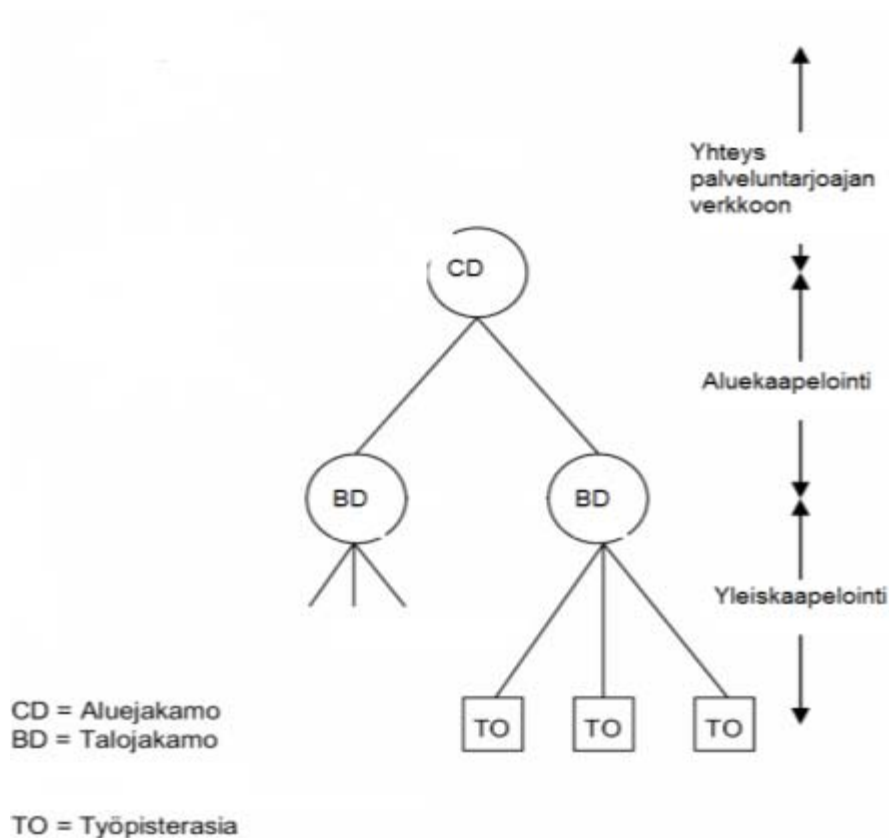 Yhteys
palveluntarjoajan
verkkoon
CD
Aluekaapelointi
BD BD
Yleiskaapelointi
TO TO TO
CD = Aluejakamo
BD = Talojakamo
TO = Työpisterasia